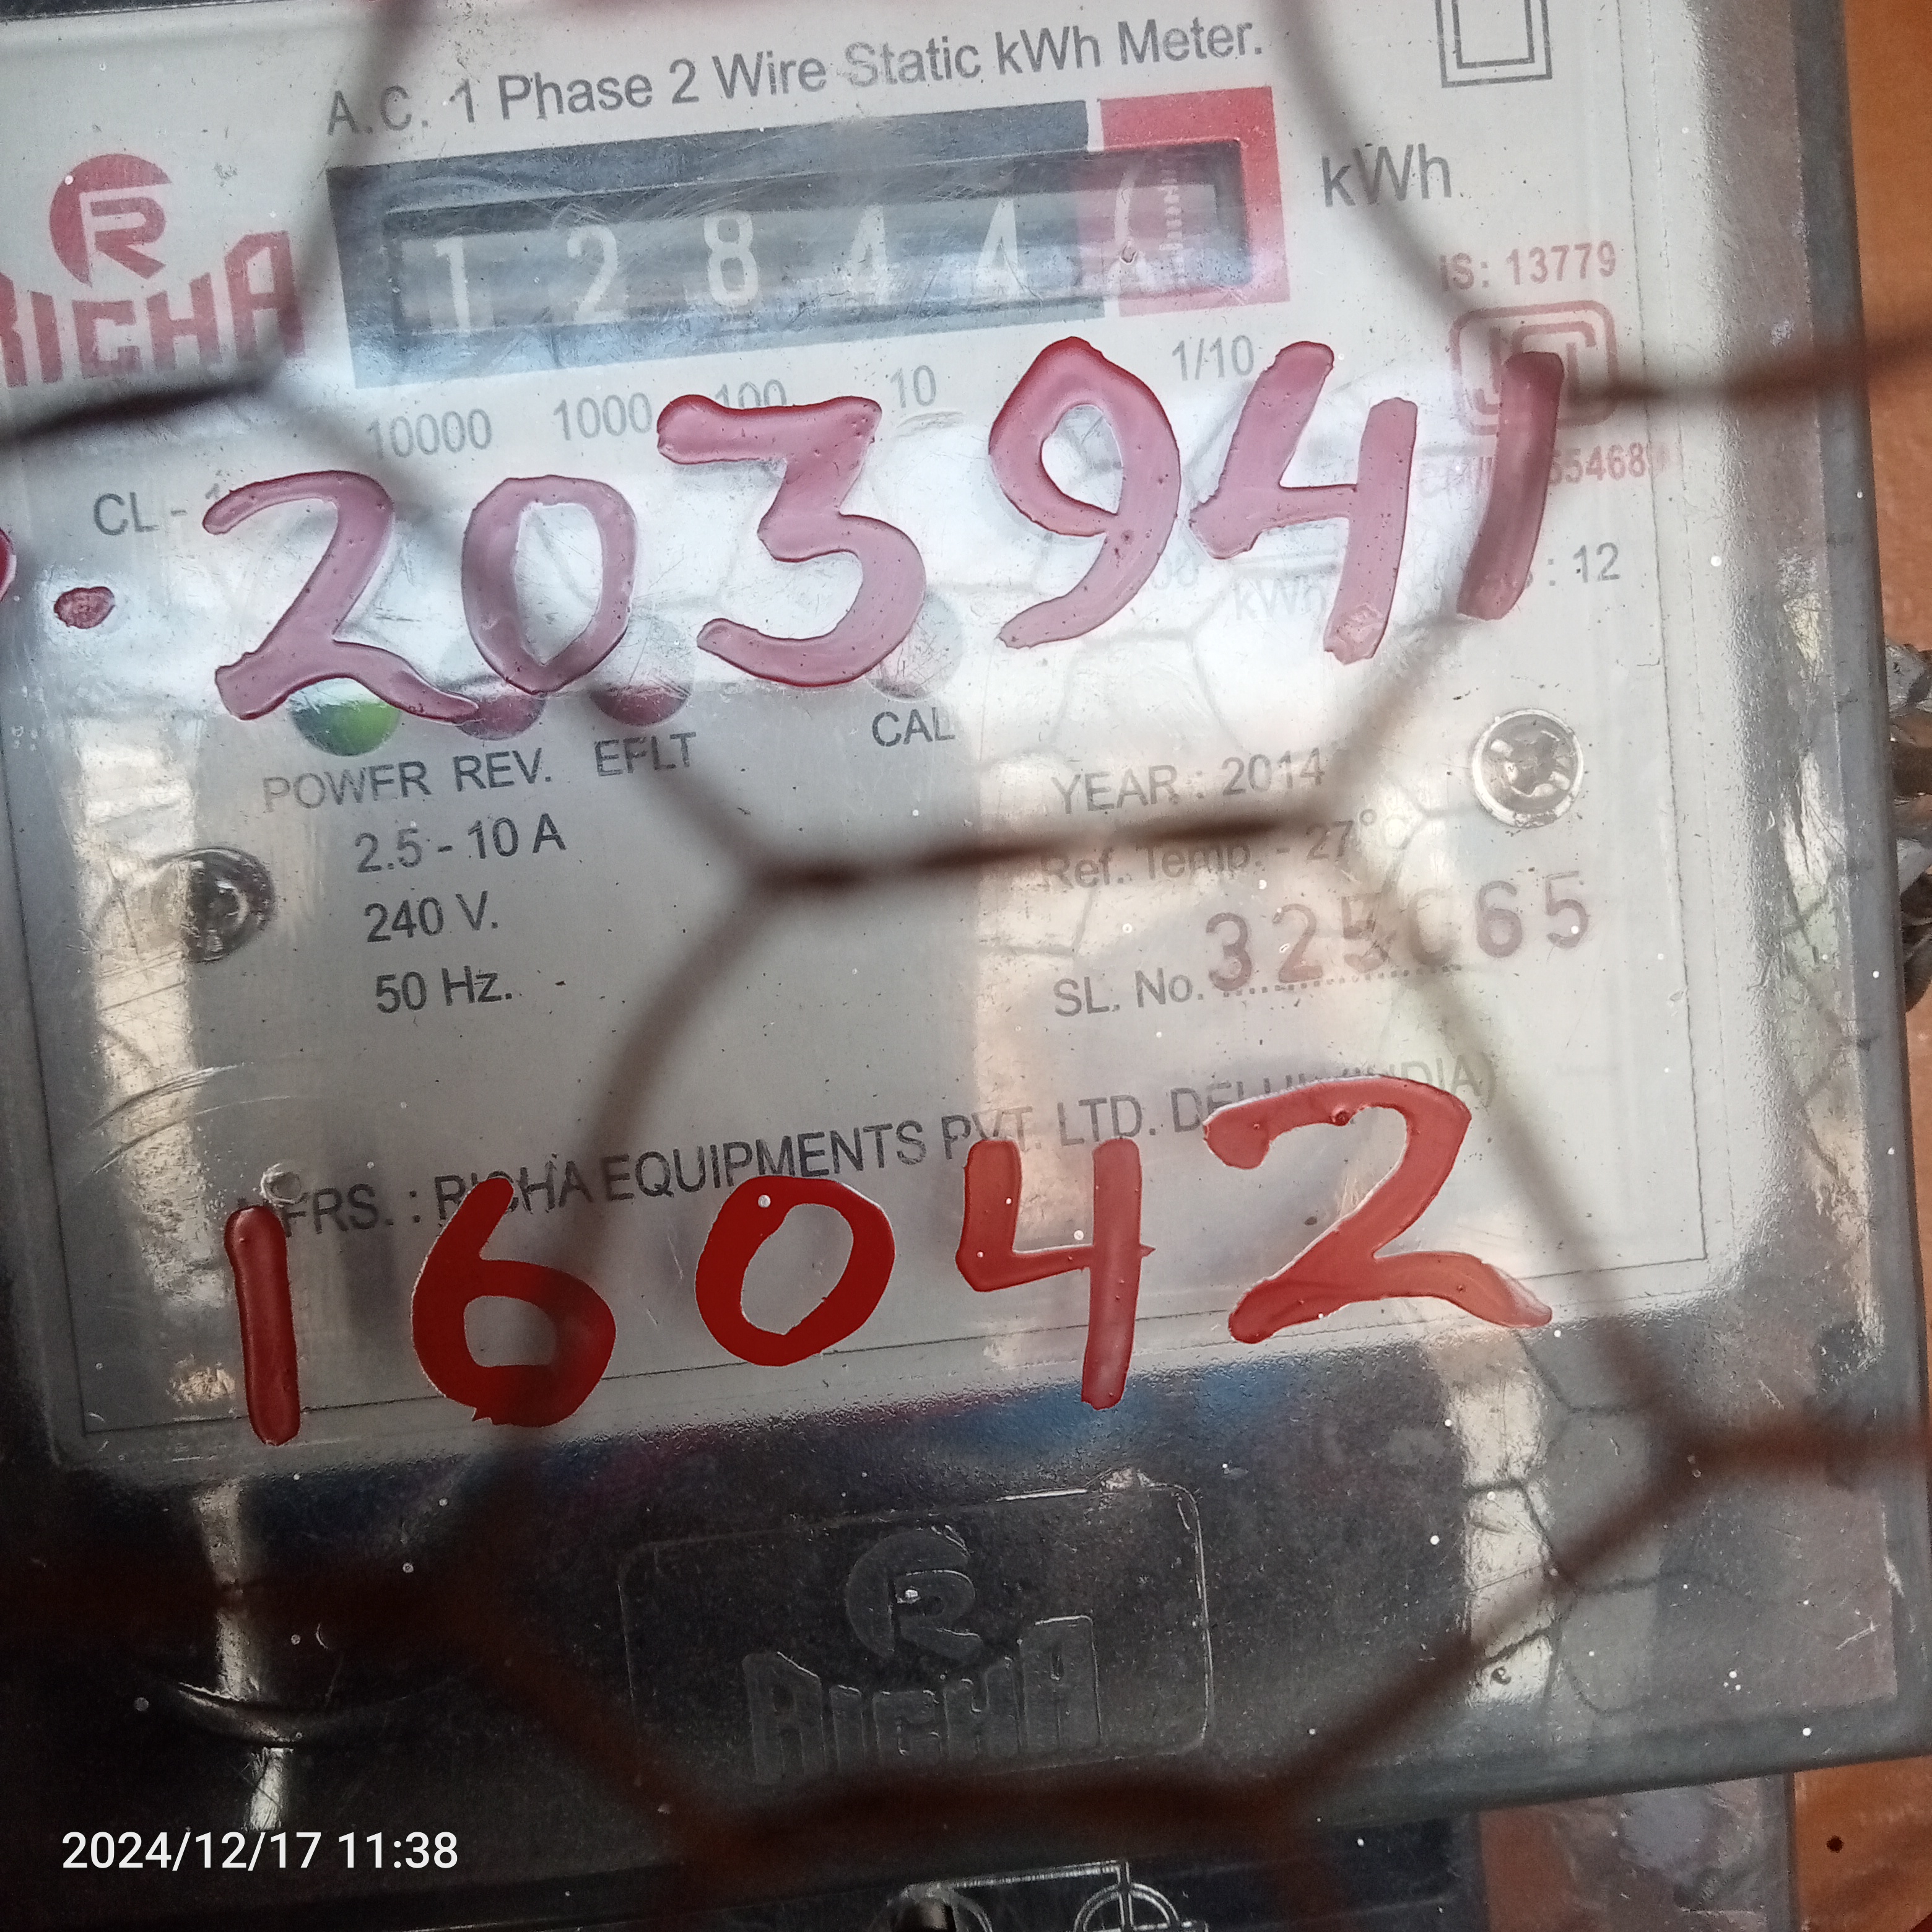 A.C. 1 Phase 2 Wire Static kWh Meter.
R
RICHA
1 2 8 4 4
kWh
IS: 13779
10000 1000 100 10 1/10
CL -
203941
kWh
: 12
POWER REV. EFLT CAL
2.5 - 10 A
240 V.
50 Hz.
YEAR : 2014
Ref. Temp. - 27°C
SL. No.
MFRS. : RICHA EQUIPMENTS PVT. LTD. DELHI (INDIA)
16042
R
RICHA
2024/12/17 11:38